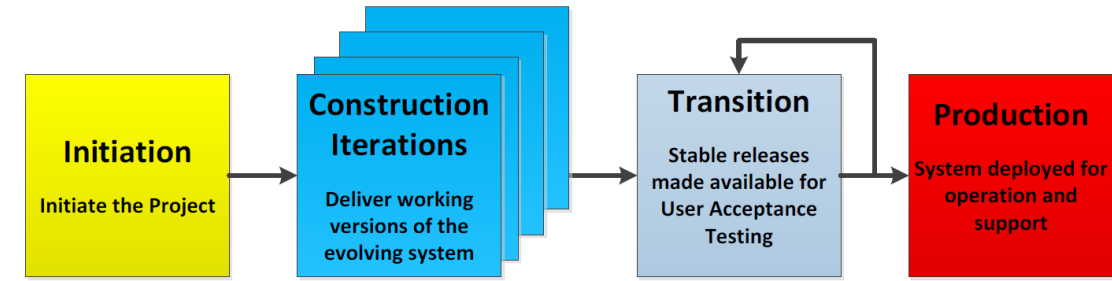 Initiation
Initiate the Project
Construction
Iterations
Deliver working
versions of the
evolving system
Transition
Stable releases
made available for
User Acceptance
Testing
Production
System deployed for
operation and
support